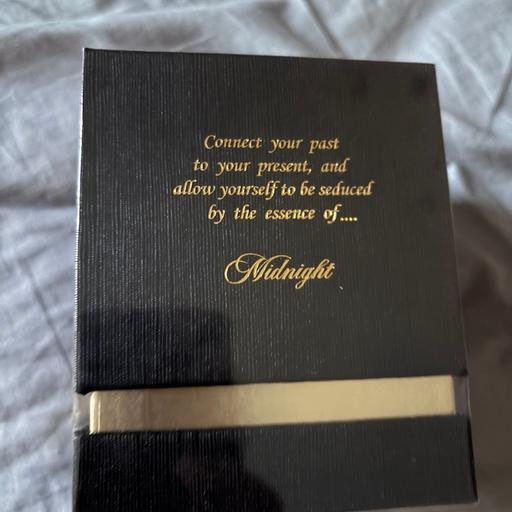 Connect your past
to your present, and
allow yourself to be seduced
by the essence of....
Midnight